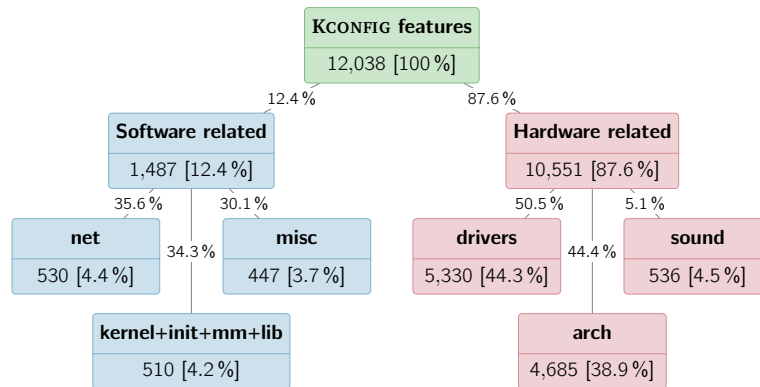 KCONFIG features
12,038 [100 %]
12.4 %
87.6 %
Software related
1,487 [12.4 %]
Hardware related
10,551 [87.6 %]
35.6 %
30.1 %
50.5 %
5.1 %
net
530 [4.4 %]
34.3 %
misc
447 [3.7 %]
drivers
5,330 [44.3 %]
44.4 %
sound
536 [4.5 %]
kernel+init+mm+lib
510 [4.2 %]
arch
4,685 [38.9 %]